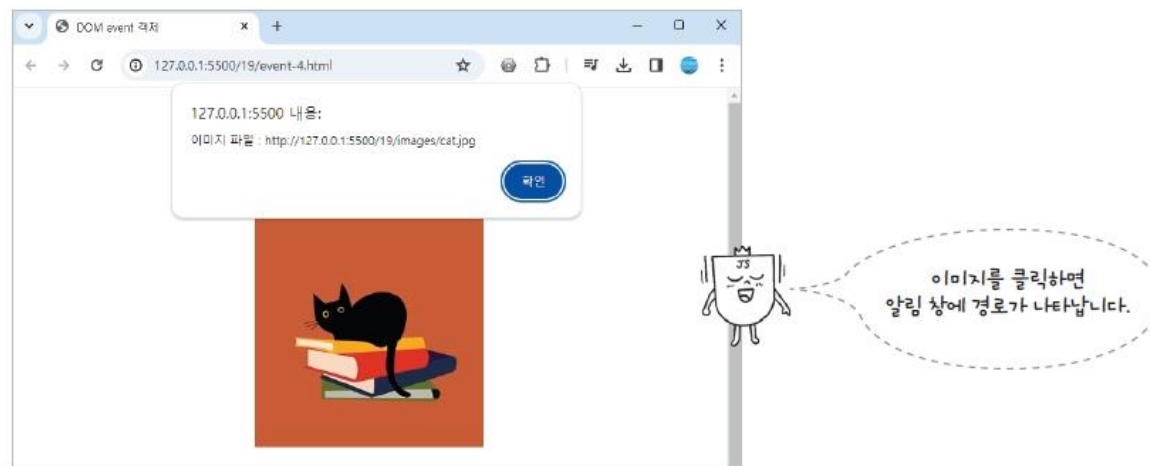 DOM event 객체
127.0.0.1:5500/19/event-4.html
127.0.0.1:5500 내용:
이미지 파일 : http://127.0.0.1:5500/19/images/cat.jpg
확인
JS
이미지를 클릭하면
알림 창에 경로가 나타납니다.